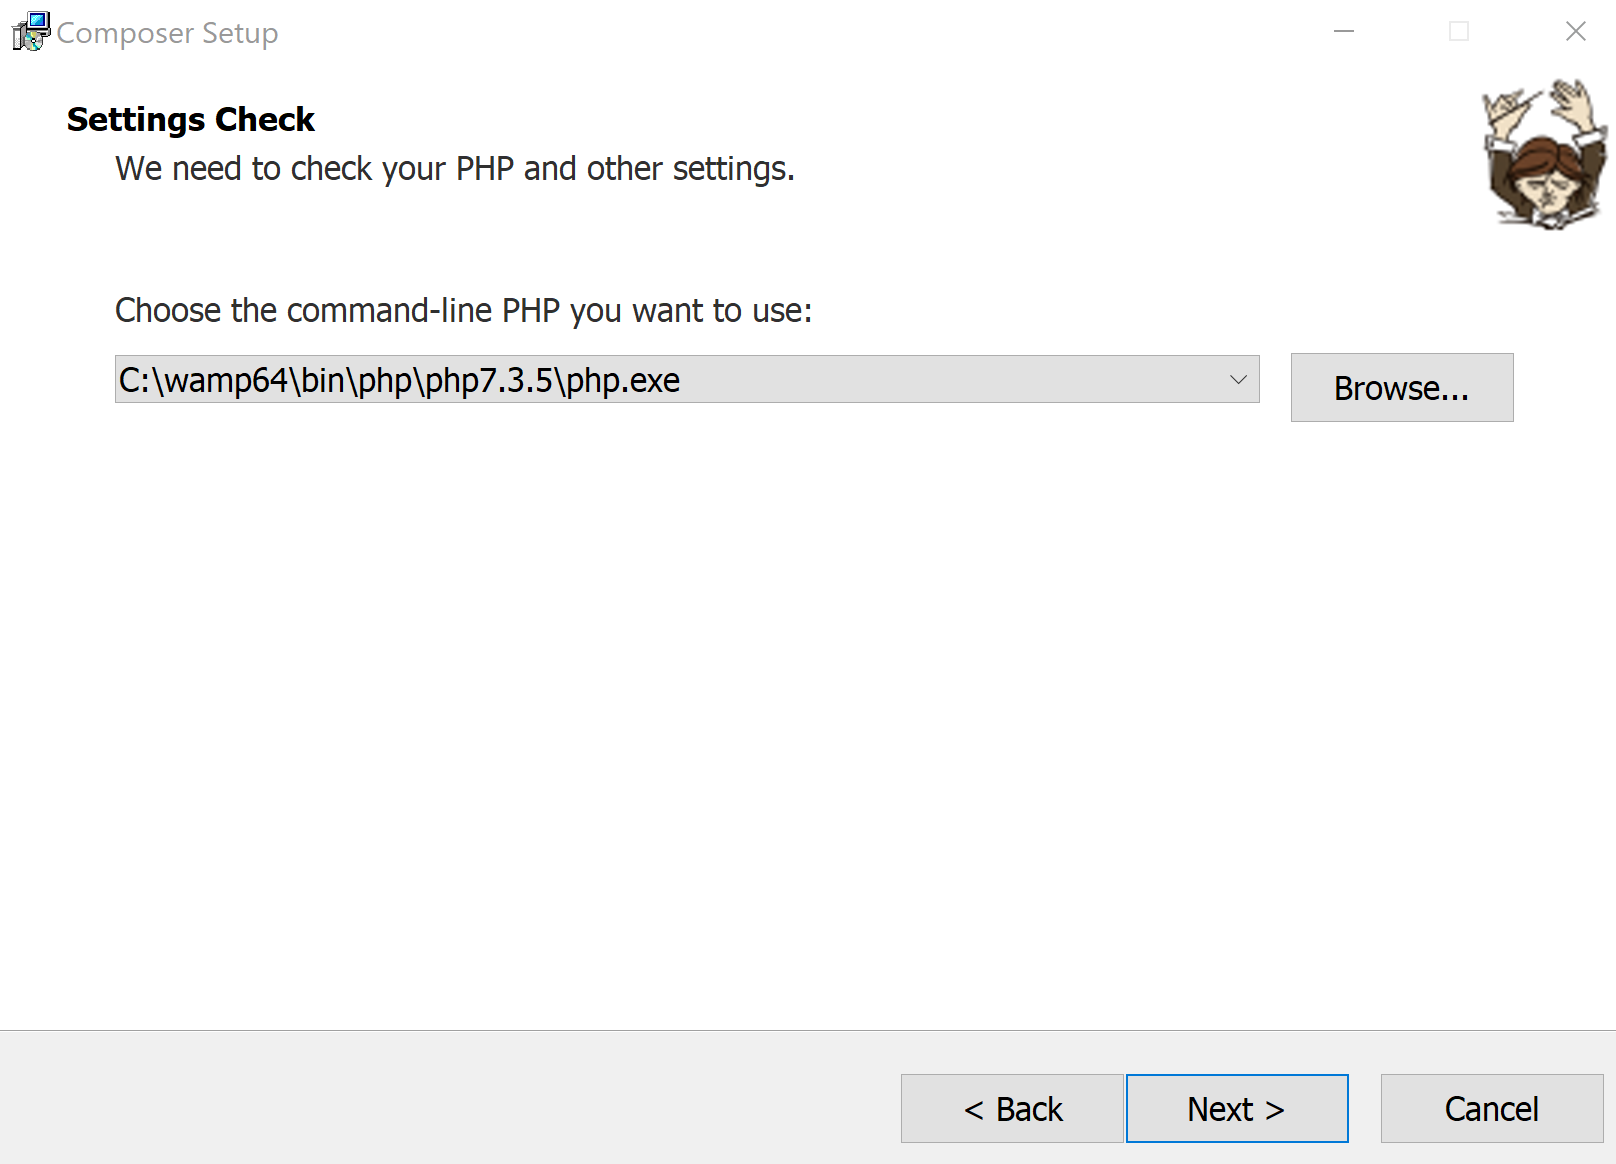 Composer Setup
Settings Check
We need to check your PHP and other settings.
Choose the command-line PHP you want to use:
C:\wamp64\bin\php\php7.3.5\php.exe
Browse...
< Back
Next >
Cancel